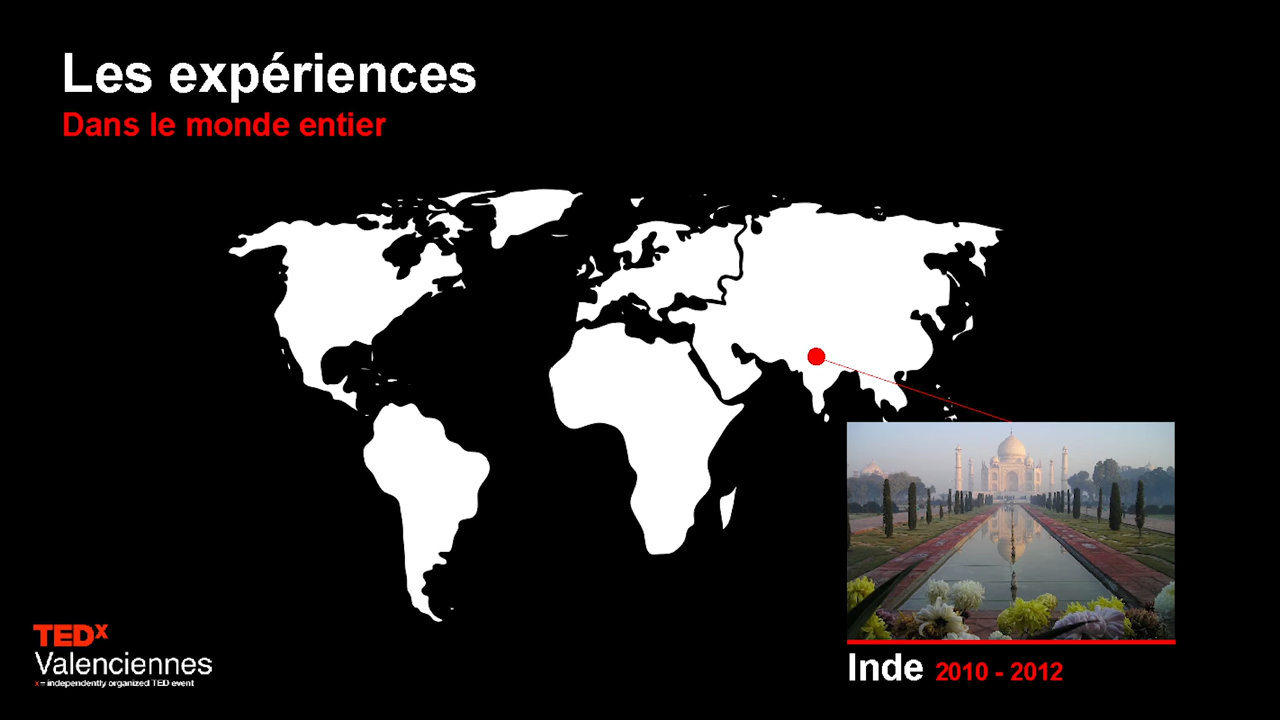 Les expériences
Dans le monde entier
TEDx
Valenciennes
x = independently organized TED event
Inde 2010 - 2012